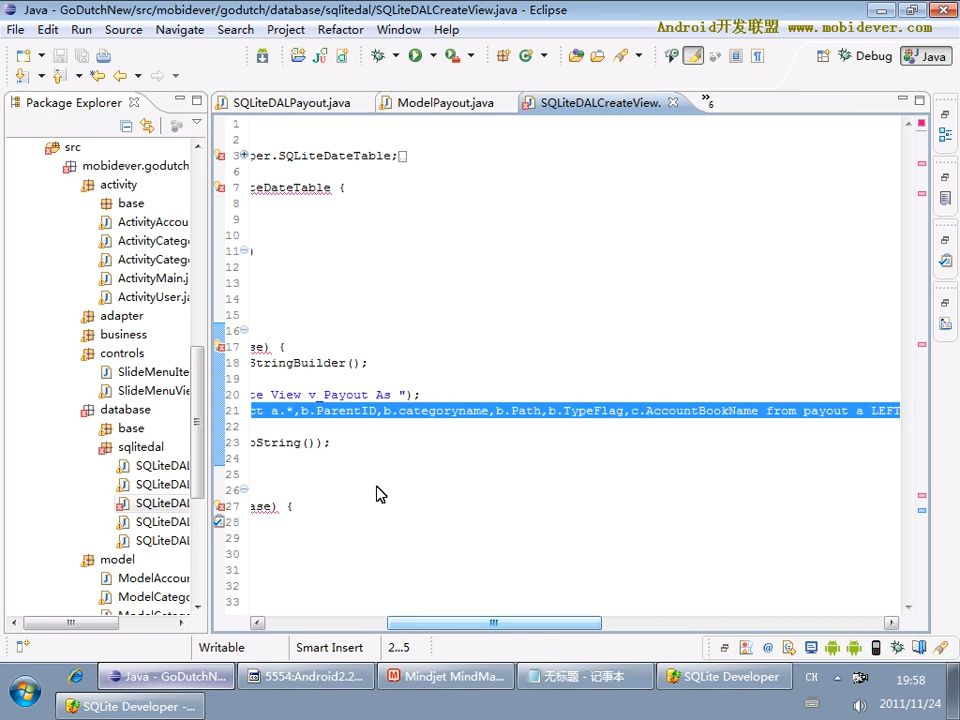 Java - GoDutchNew/src/mobidever/godutch/database/sqlitedal/SQLiteDALCreateView.java - Eclipse
File Edit Run Source Navigate Search Project Refactor Window Help
Android开发联盟 www.mobidever.com
Debug Java
Package Explorer
SQLiteDALPayout.java ModelPayout.java SQLiteDALCreateView. »6
src
mobidever.godutch
activity
base
ActivityAccou
ActivityCateg
ActivityCateg
ActivityMain.j
ActivityUser.ja
adapter
business
controls
SlideMenuIte
SlideMenuVie
database
base
sqlitedal
SQLiteDAL
SQLiteDAL
SQLiteDAL
SQLiteDAL
SQLiteDAL
model
ModelAccou
ModelCateg
1
2
3 per.SQLiteDateTable;
6
7 teDateTable {
8
9
10
11 )
12
13
14
15
16
17 se) {
18 StringBuilder();
19
20 te View v_Payout As ");
21 ct a.*,b.ParentID,b.categoryname,b.Path,b.TypeFlag,c.AccountBookName from payout a LEFT
22
23 oString());
24
25
26
27 ase) {
28
29
30
31
32
33
Writable Smart Insert 2...5
Java - GoDutchN... 5554:Android2.2... Mindjet MindMa... 无标题 - 记事本 SQLite Developer CH 19:58
SQLite Developer -... 2011/11/24